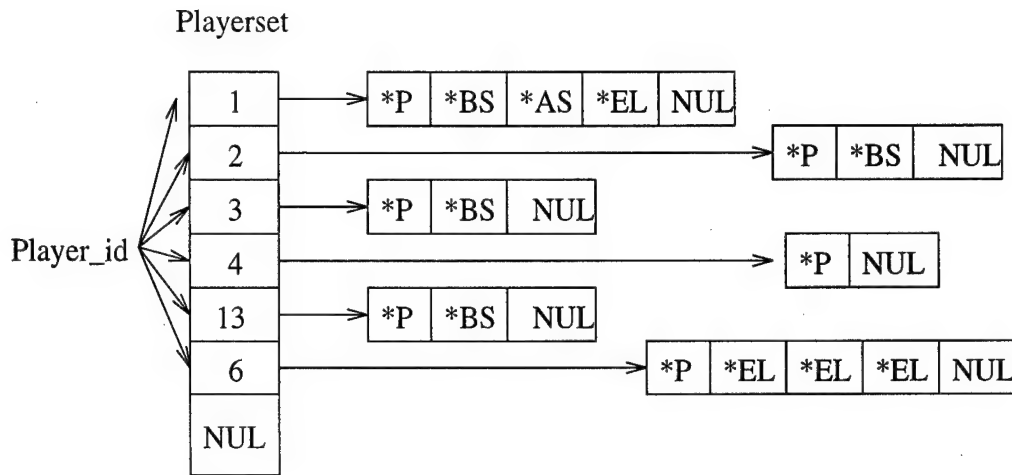 Playerset
1 *P *BS *AS *EL NUL
2 *P *BS NUL
3 *P *BS NUL
Player_id
4 *P NUL
13 *P *BS NUL
6 *P *EL *EL *EL NUL
NUL